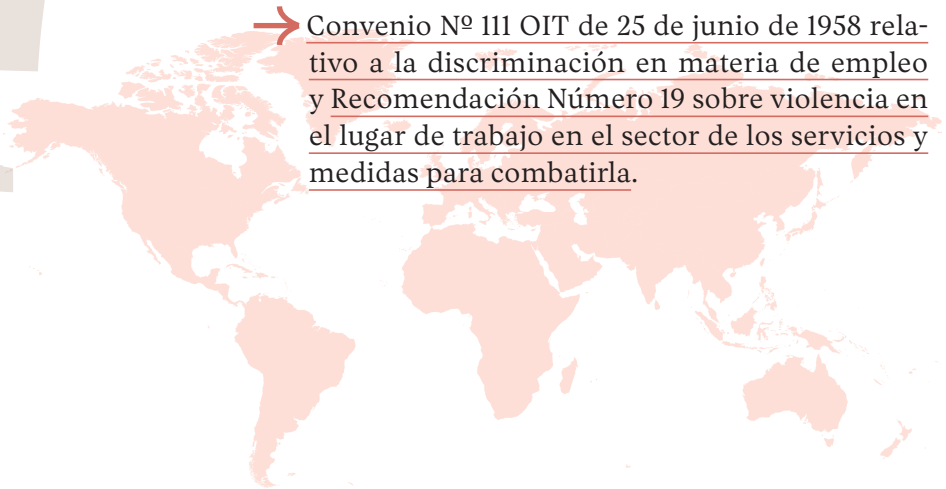 Convenio Nº 111 OIT de 25 de junio de 1958 rela-
tivo a la discriminación en materia de empleo
y Recomendación Número 19 sobre violencia en
el lugar de trabajo en el sector de los servicios y
medidas para combatirla.